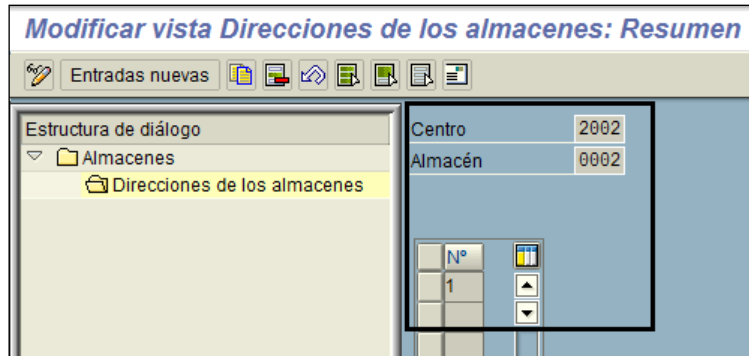 Modificar vista Direcciones de los almacenes: Resumen
Entradas nuevas
Estructura de diálogo
Almacenes
Direcciones de los almacenes
Centro 2002
Almacén 0002
Nº
1